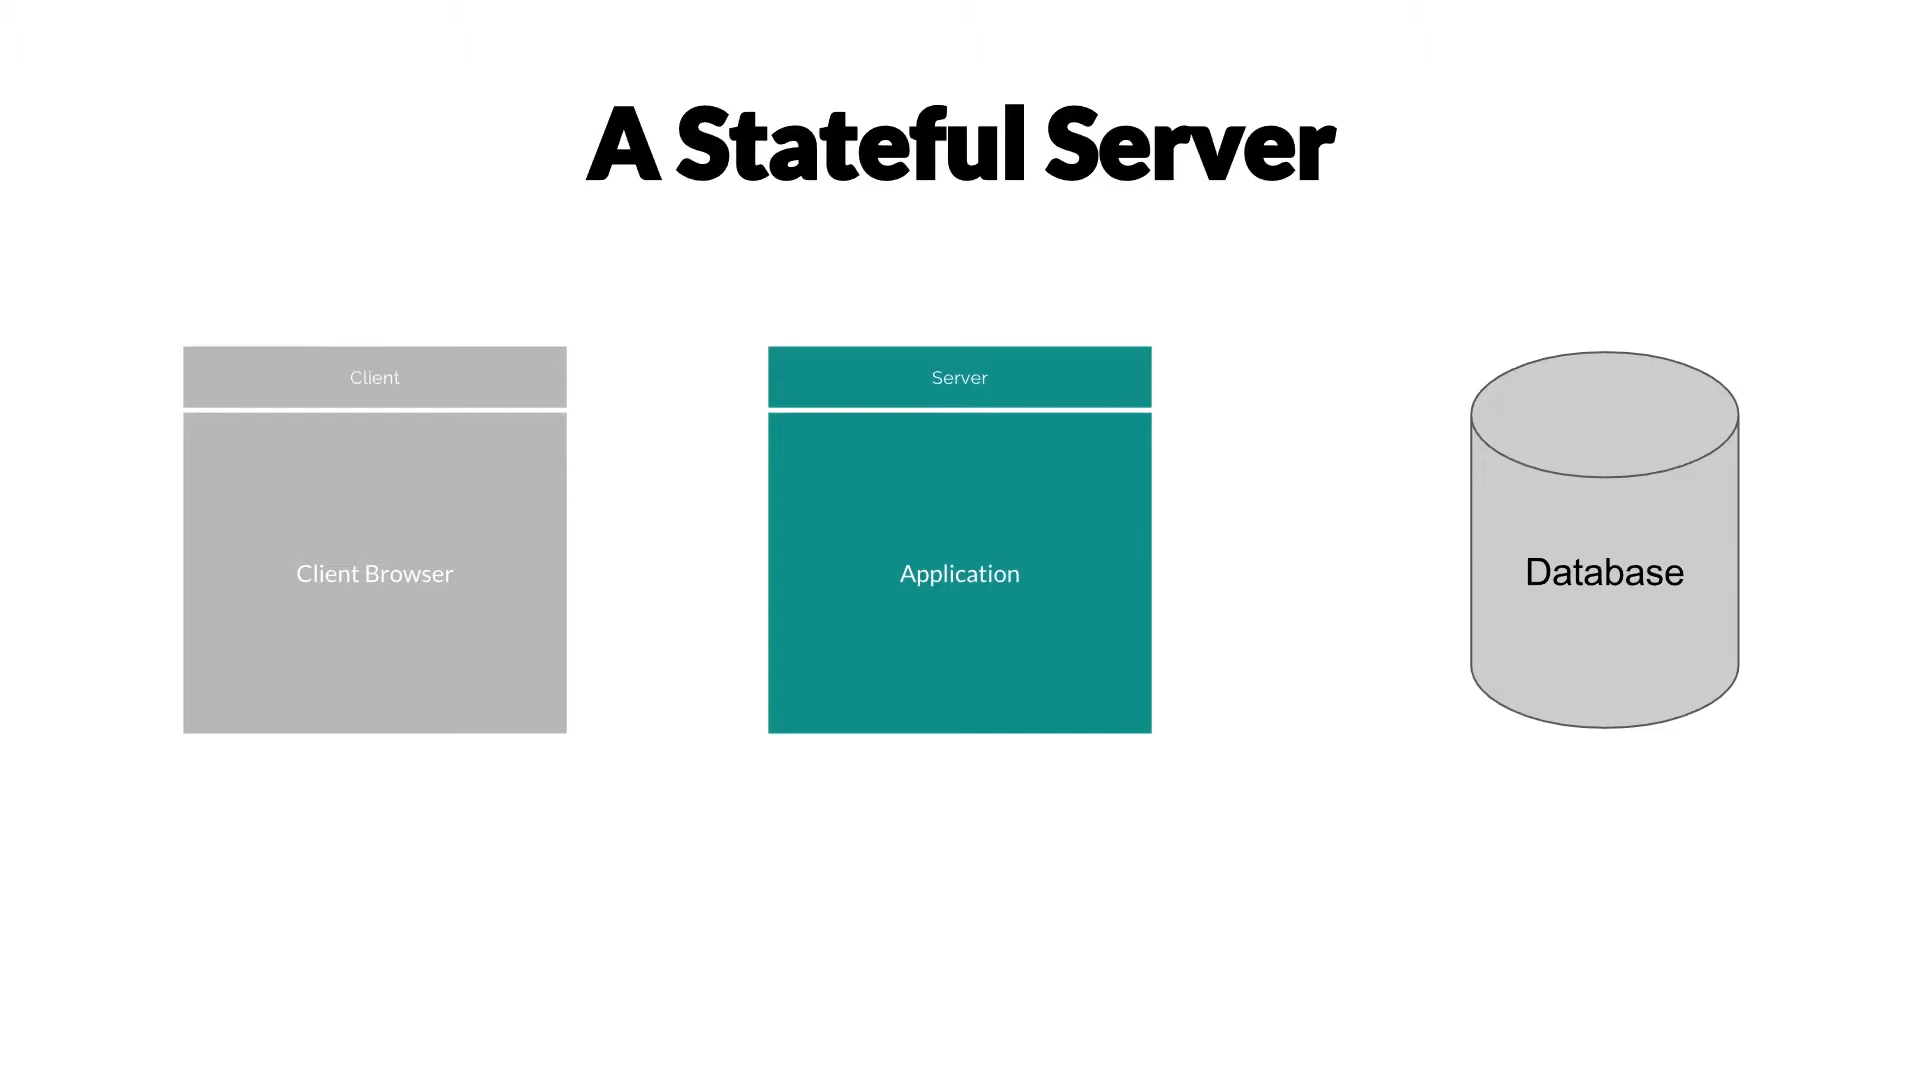 A Stateful Server
Client
Client Browser
Server
Application
Database